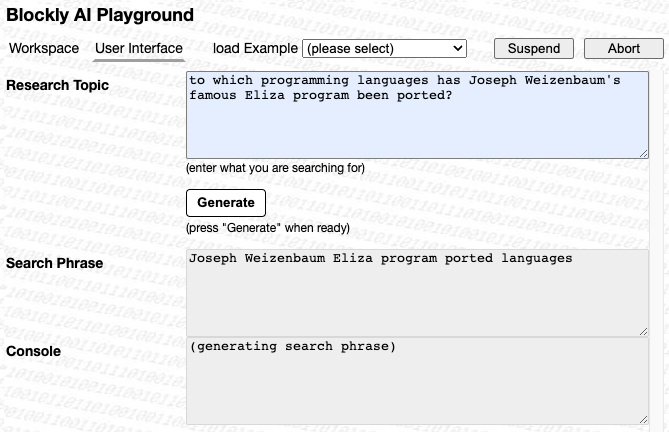 Blockly AI Playground
Workspace User Interface load Example (please select) Suspend Abort
Research Topic
to which programming languages has Joseph Weizenbaum's
famous Eliza program been ported?
(enter what you are searching for)
Generate
(press "Generate" when ready)
Search Phrase
Joseph Weizenbaum Eliza program ported languages
Console
(generating search phrase)